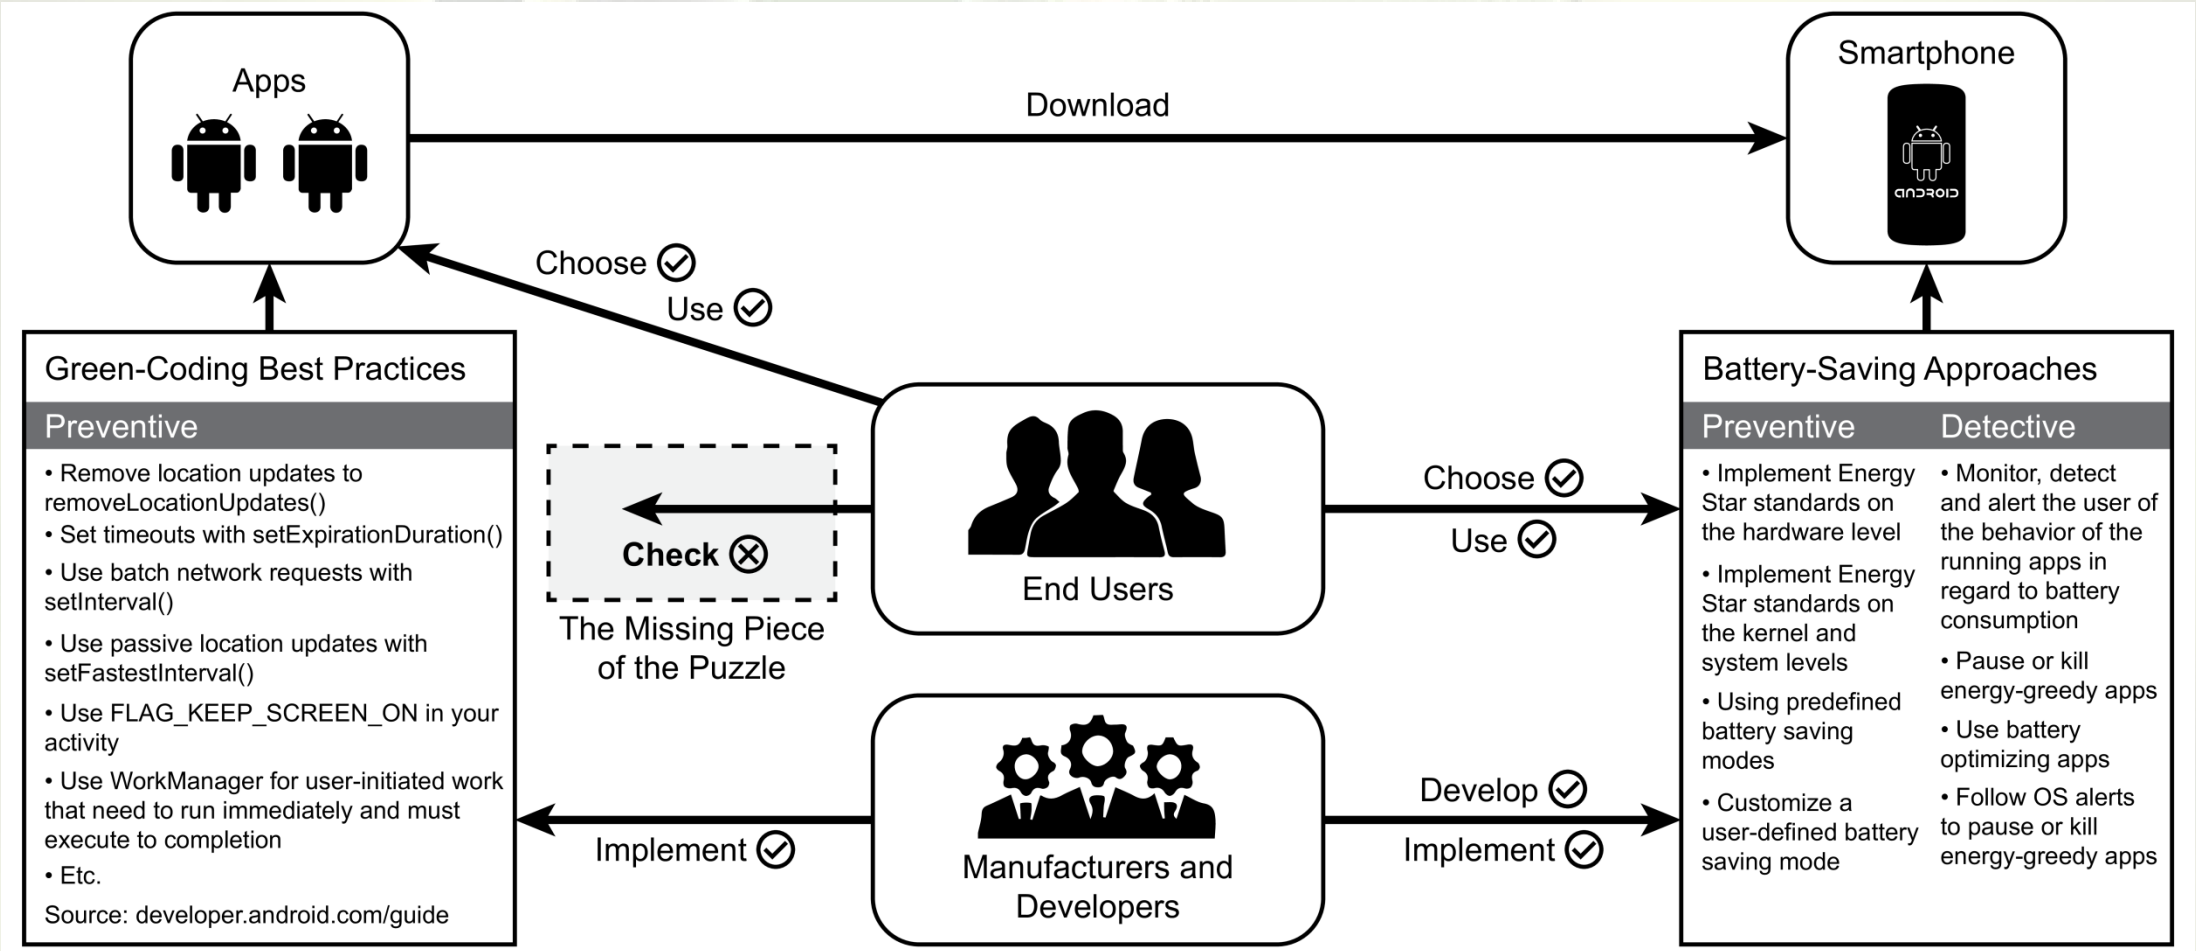 Apps
Smartphone
ANDROID
Download
Choose
Use
Green-Coding Best Practices
Preventive
• Remove location updates to
removeLocationUpdates()
• Set timeouts with setExpirationDuration()
• Use batch network requests with
setInterval()
• Use passive location updates with
setFastestInterval()
• Use FLAG_KEEP_SCREEN_ON in your
activity
• Use WorkManager for user-initiated work
that need to run immediately and must
execute to completion
• Etc.
Source: developer.android.com/guide
Check
The Missing Piece
of the Puzzle
End Users
Choose
Use
Implement
Manufacturers and
Developers
Develop
Implement
Battery-Saving Approaches
Preventive
• Implement Energy
Star standards on
the hardware level
• Implement Energy
Star standards on
the kernel and
system levels
• Using predefined
battery saving
modes
• Customize a
user-defined battery
saving mode
Detective
• Monitor, detect
and alert the user of
the behavior of the
running apps in
regard to battery
consumption
• Pause or kill
energy-greedy apps
• Use battery
optimizing apps
• Follow OS alerts
to pause or kill
energy-greedy apps